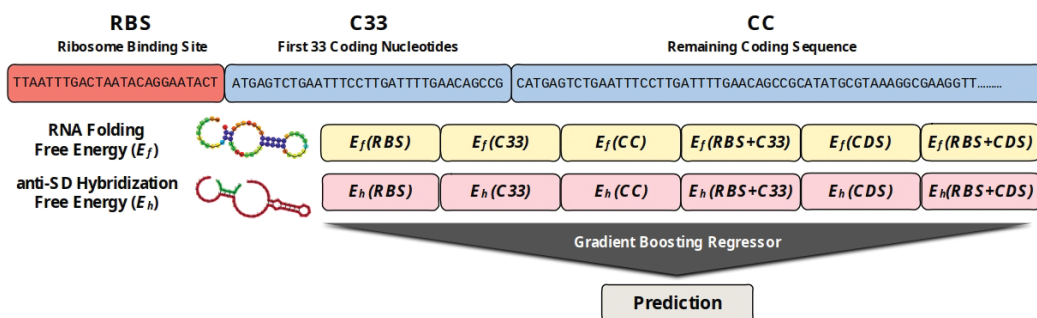 RBS
Ribosome Binding Site
C33
First 33 Coding Nucleotides
CC
Remaining Coding Sequence
TTAATTTGACTAATACAGGAATACT
ATGAGTCTGAATTTCCTTGATTTTGAACAGCCG
CATGAGTCTGAATTTCCTTGATTTTGAACAGCCGCATATGCGTAAAGGCGAAGGTT.........
RNA Folding
Free Energy (Ef)
Ef(RBS)
Ef(C33)
Ef(CC)
Ef(RBS+C33)
Ef(CDS)
Ef(RBS+CDS)
anti-SD Hybridization
Free Energy (Eh)
Eh(RBS)
Eh(C33)
Eh(CC)
Eh(RBS+C33)
Eh(CDS)
Eh(RBS+CDS)
Gradient Boosting Regressor
Prediction